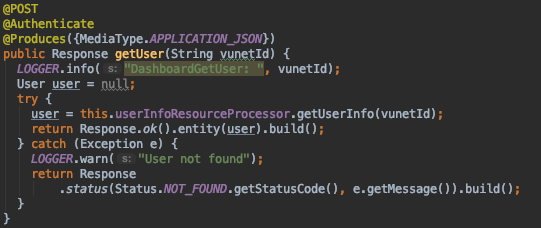 @POST
@Authenticate
@Produces({MediaType.APPLICATION_JSON})
public Response getUser(String vunetId) {
LOGGER.info( s: "DashboardGetUser: ", vunetId);
User user = null;
try {
user = this.userInfoResourceProcessor.getUserInfo(vunetId);
return Response.ok().entity(user).build();
} catch (Exception e) {
LOGGER.warn( s: "User not found");
return Response
.status(Status.NOT_FOUND.getStatusCode(), e.getMessage()).build();
}
}